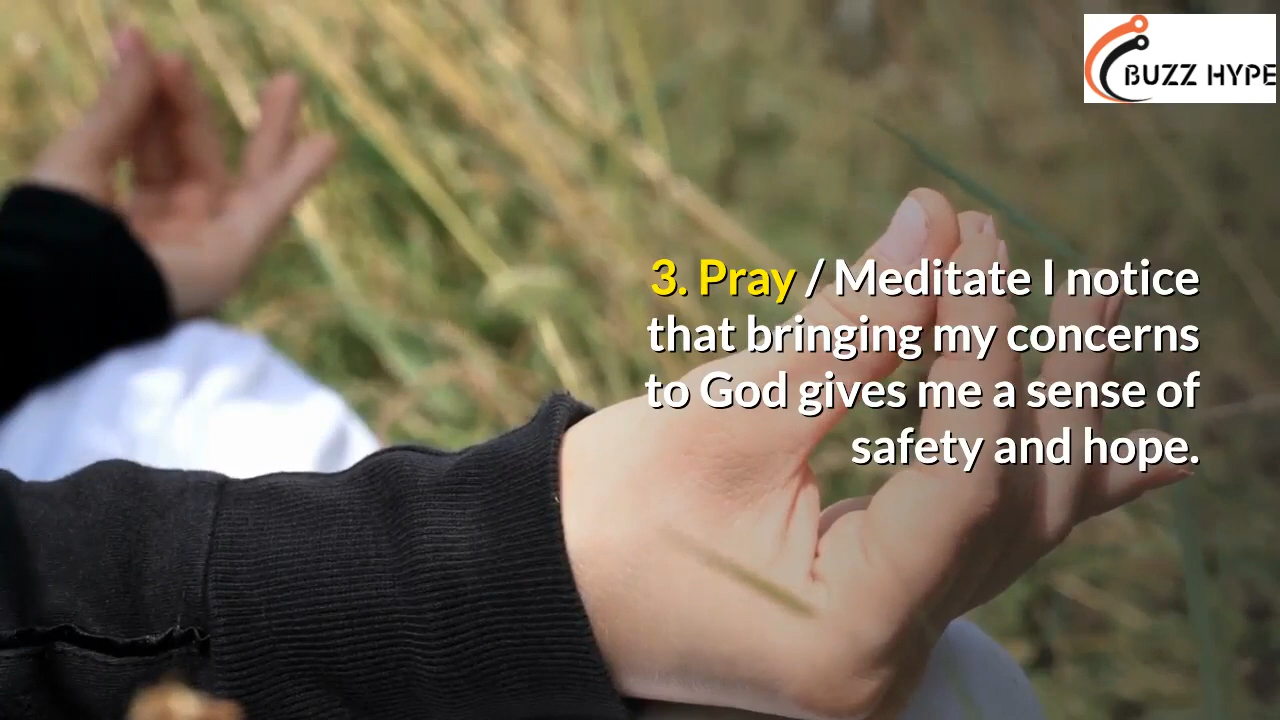 BUZZ HYPE
3. Pray / Meditate I notice
that bringing my concerns
to God gives me a sense of
safety and hope.